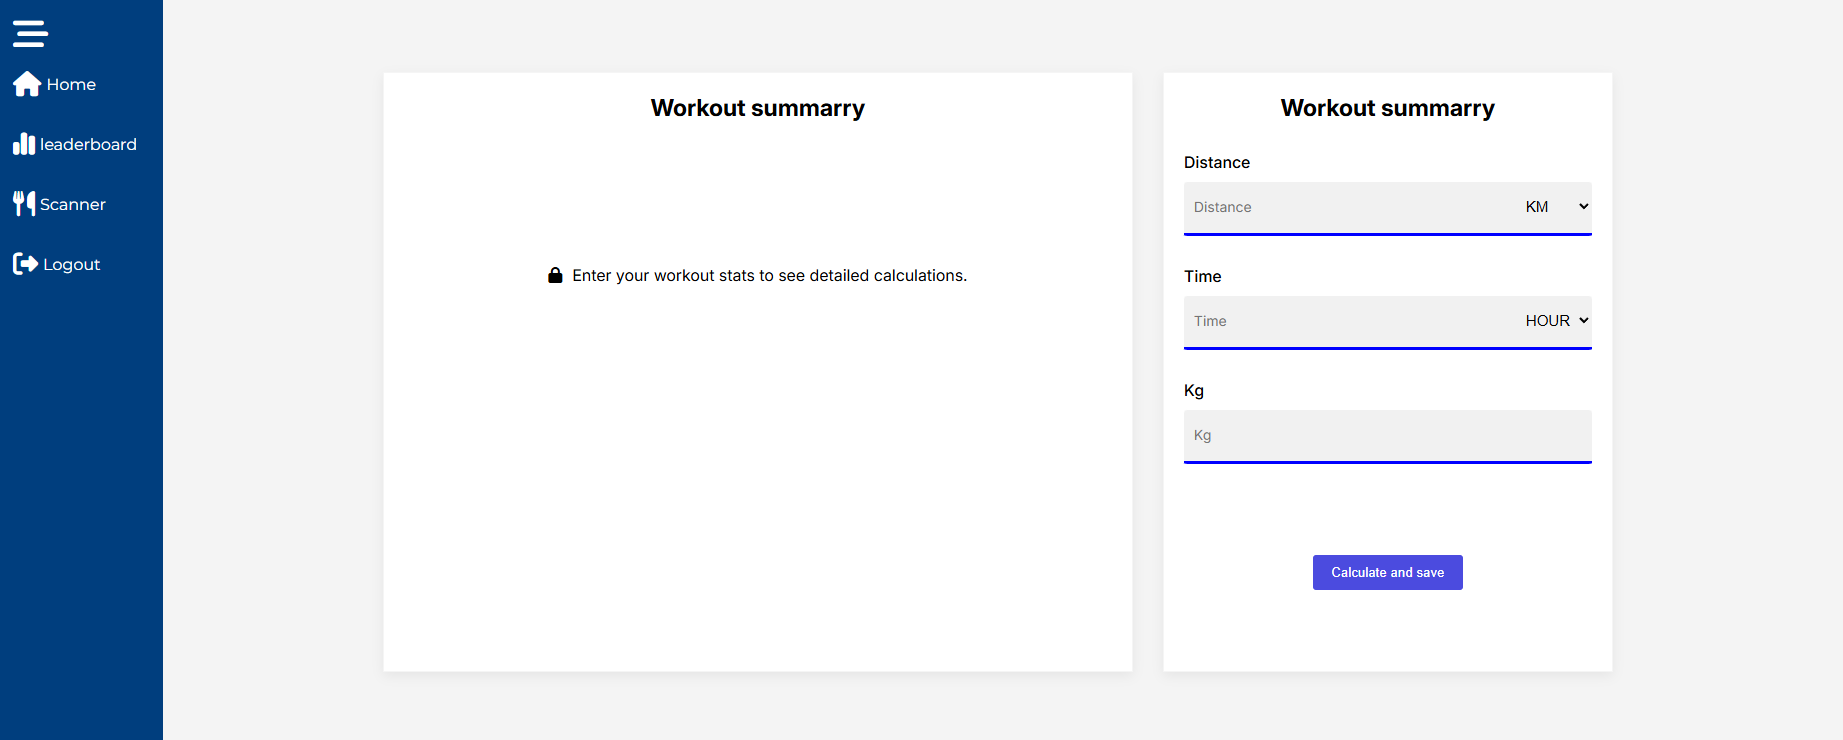 Home
leaderboard
Scanner
Logout
Workout summarry
Enter your workout stats to see detailed calculations.
Workout summarry
Distance
Distance KM
Time
Time HOUR
Kg
Kg
Calculate and save